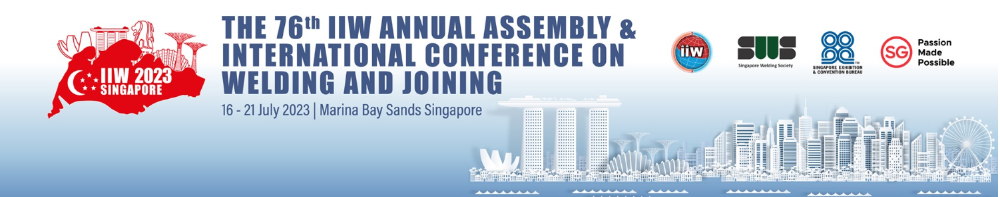 IIW 2023
SINGAPORE
THE 76th IIW ANNUAL ASSEMBLY &
INTERNATIONAL CONFERENCE ON
WELDING AND JOINING
16 - 21 July 2023 | Marina Bay Sands Singapore
iiw
SWS
Singapore Welding Society
TM
SINGAPORE EXHIBITION
& CONVENTION BUREAU
SG
Passion
Made
Possible